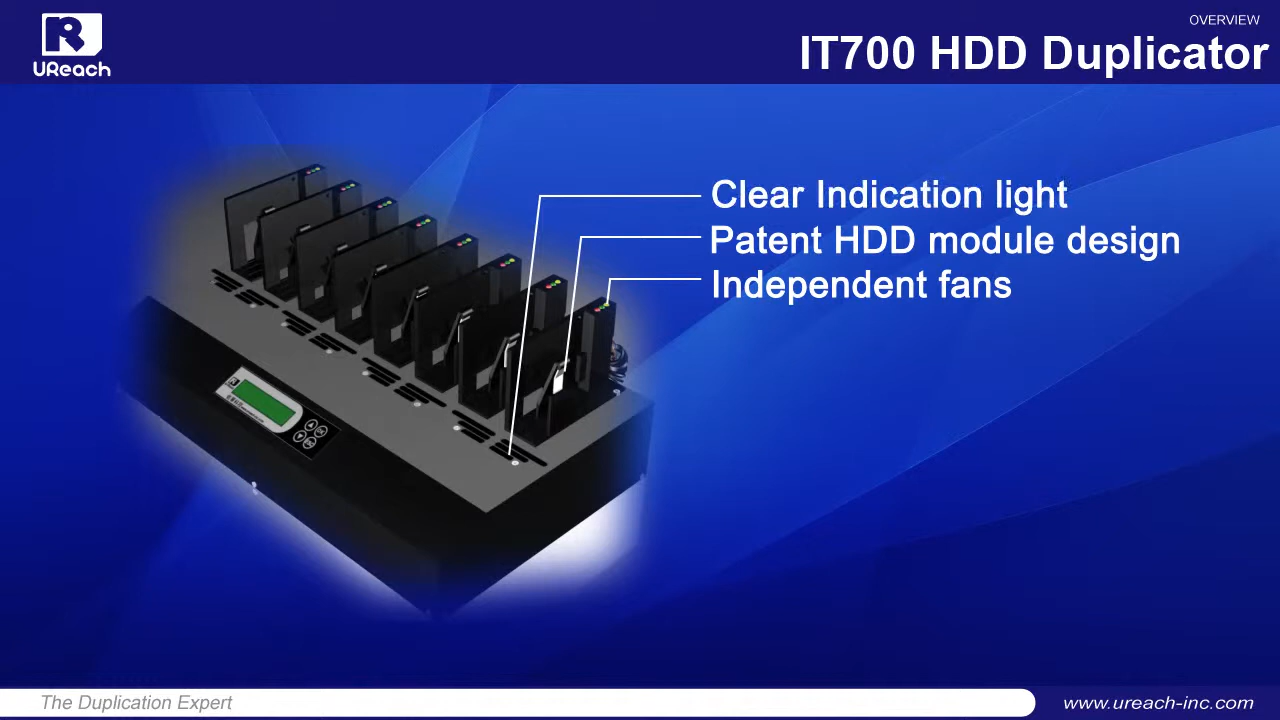 UReach
OVERVIEW
IT700 HDD Duplicator
Clear Indication light
Patent HDD module design
Independent fans
The Duplication Expert
www.ureach-inc.com